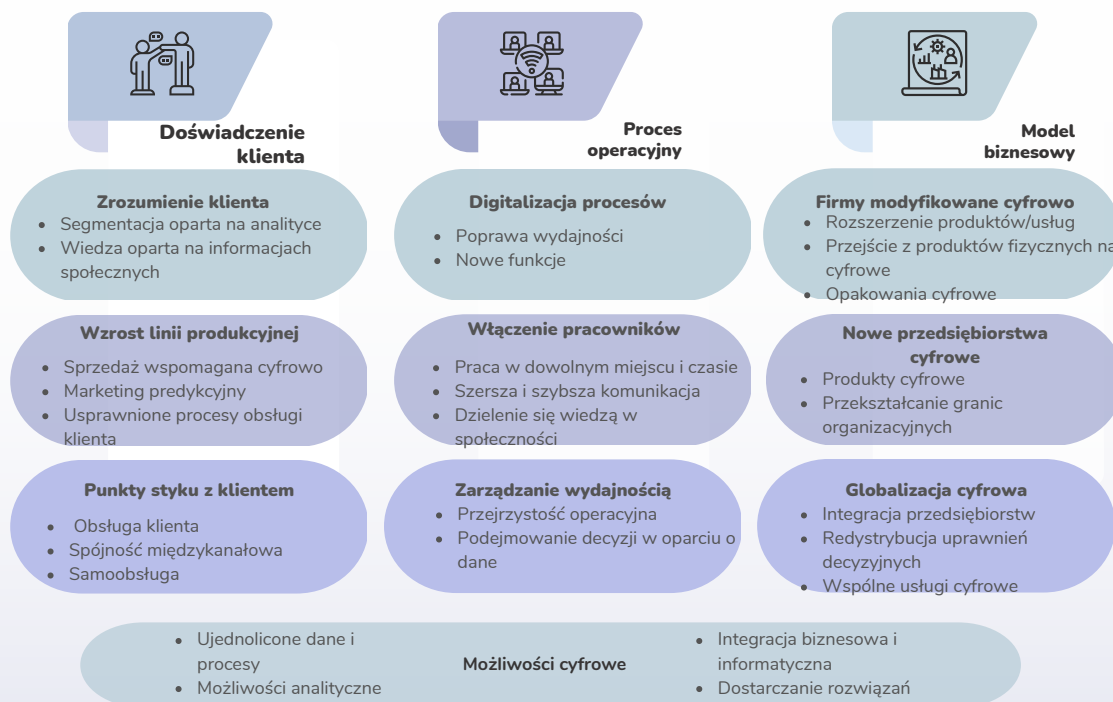 Doświadczenie
klienta
Zrozumienie klienta
• Segmentacja oparta na analityce
• Wiedza oparta na informacjach
społecznych
Wzrost linii produkcyjnej
• Sprzedaż wspomagana cyfrowo
• Marketing predykcyjny
• Usprawnione procesy obsługi
klienta
Punkty styku z klientem
• Obsługa klienta
• Spójność międzykanałowa
• Samoobsługa
Proces
operacyjny
Digitalizacja procesów
• Poprawa wydajności
• Nowe funkcje
Włączenie pracowników
• Praca w dowolnym miejscu i czasie
• Szersza i szybsza komunikacja
• Dzielenie się wiedzą w
społeczności
Zarządzanie wydajnością
• Przejrzystość operacyjna
• Podejmowanie decyzji w oparciu o
dane
Model
biznesowy
Firmy modyfikowane cyfrowo
• Rozszerzenie produktów/usług
• Przejście z produktów fizycznych na
cyfrowe
• Opakowania cyfrowe
Nowe przedsiębiorstwa
cyfrowe
• Produkty cyfrowe
• Przekształcanie granic
organizacyjnych
Globalizacja cyfrowa
• Integracja przedsiębiorstw
• Redystrybucja uprawnień
decyzyjnych
• Wspólne usługi cyfrowe
• Ujednolicone dane i
procesy
• Możliwości analityczne
Możliwości cyfrowe
• Integracja biznesowa i
informatyczna
• Dostarczanie rozwiązań